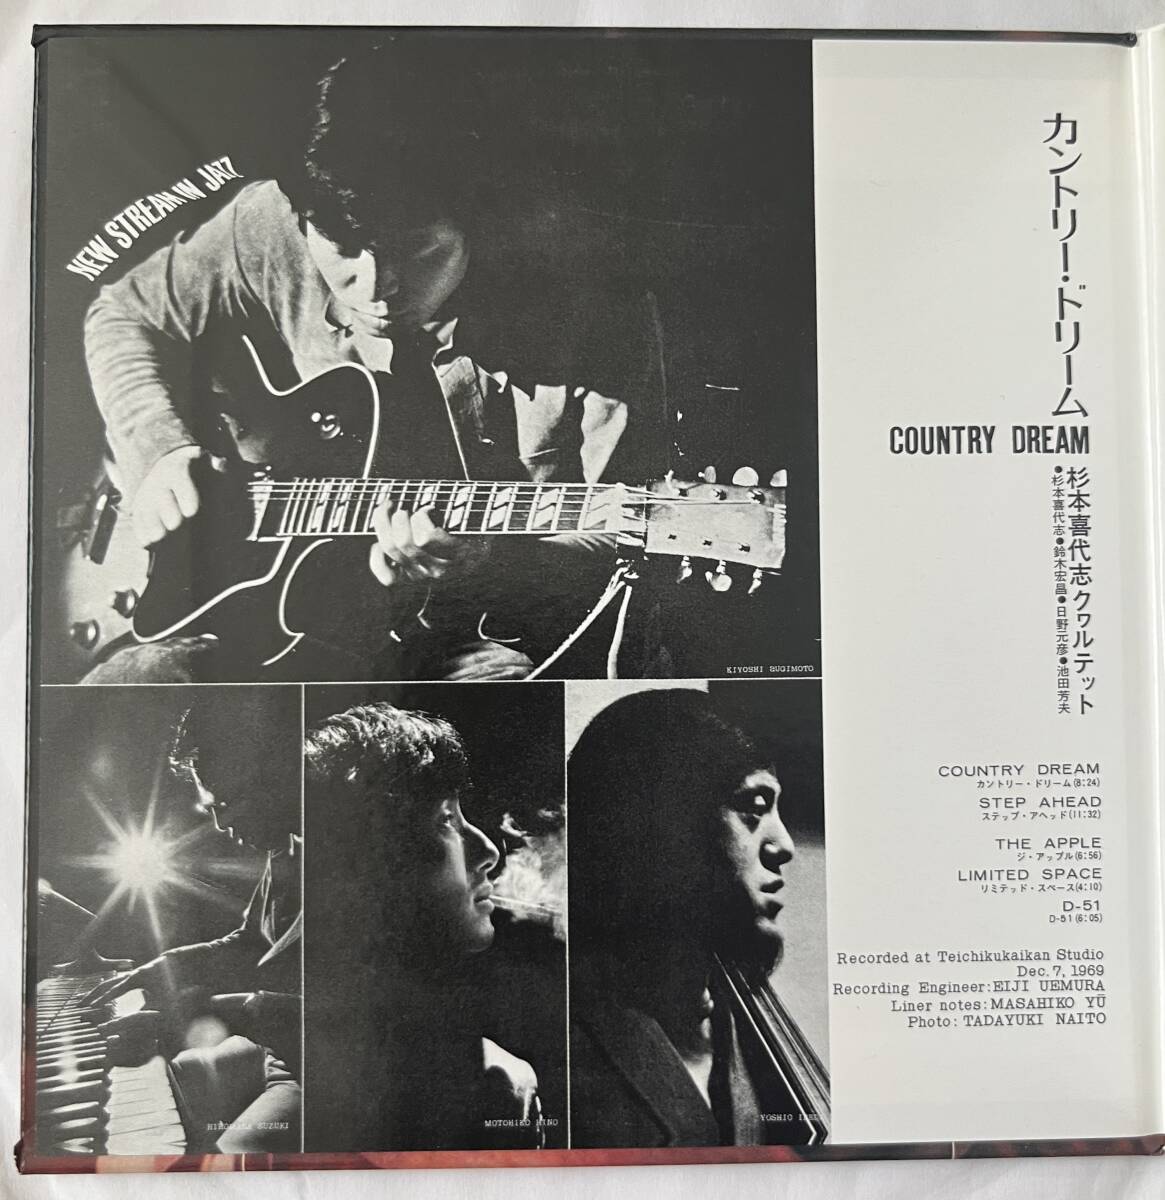 NEW STREAM IN JAZZ
カントリー・ドリーム
COUNTRY DREAM
杉本喜代志クヮルテット
●杉本喜代志●鈴木宏昌●日野元彦●池田芳夫
KIYOSHI SUGIMOTO
COUNTRY DREAM
カントリー・ドリーム(8:24)
STEP AHEAD
ステップ・アヘッド(11:32)
THE APPLE
ジ・アップル(6:56)
LIMITED SPACE
リミテッド・スペース(4:10)
D-51
D-51(6:05)
Recorded at Teichikukaikan Studio
Dec. 7, 1969
Recording Engineer:EIJI UEMURA
Liner notes:MASAHIKO YŪ
Photo: TADAYUKI NAITO
HIROMASA SUZUKI
MOTOHIKO HINO
YOSHIO